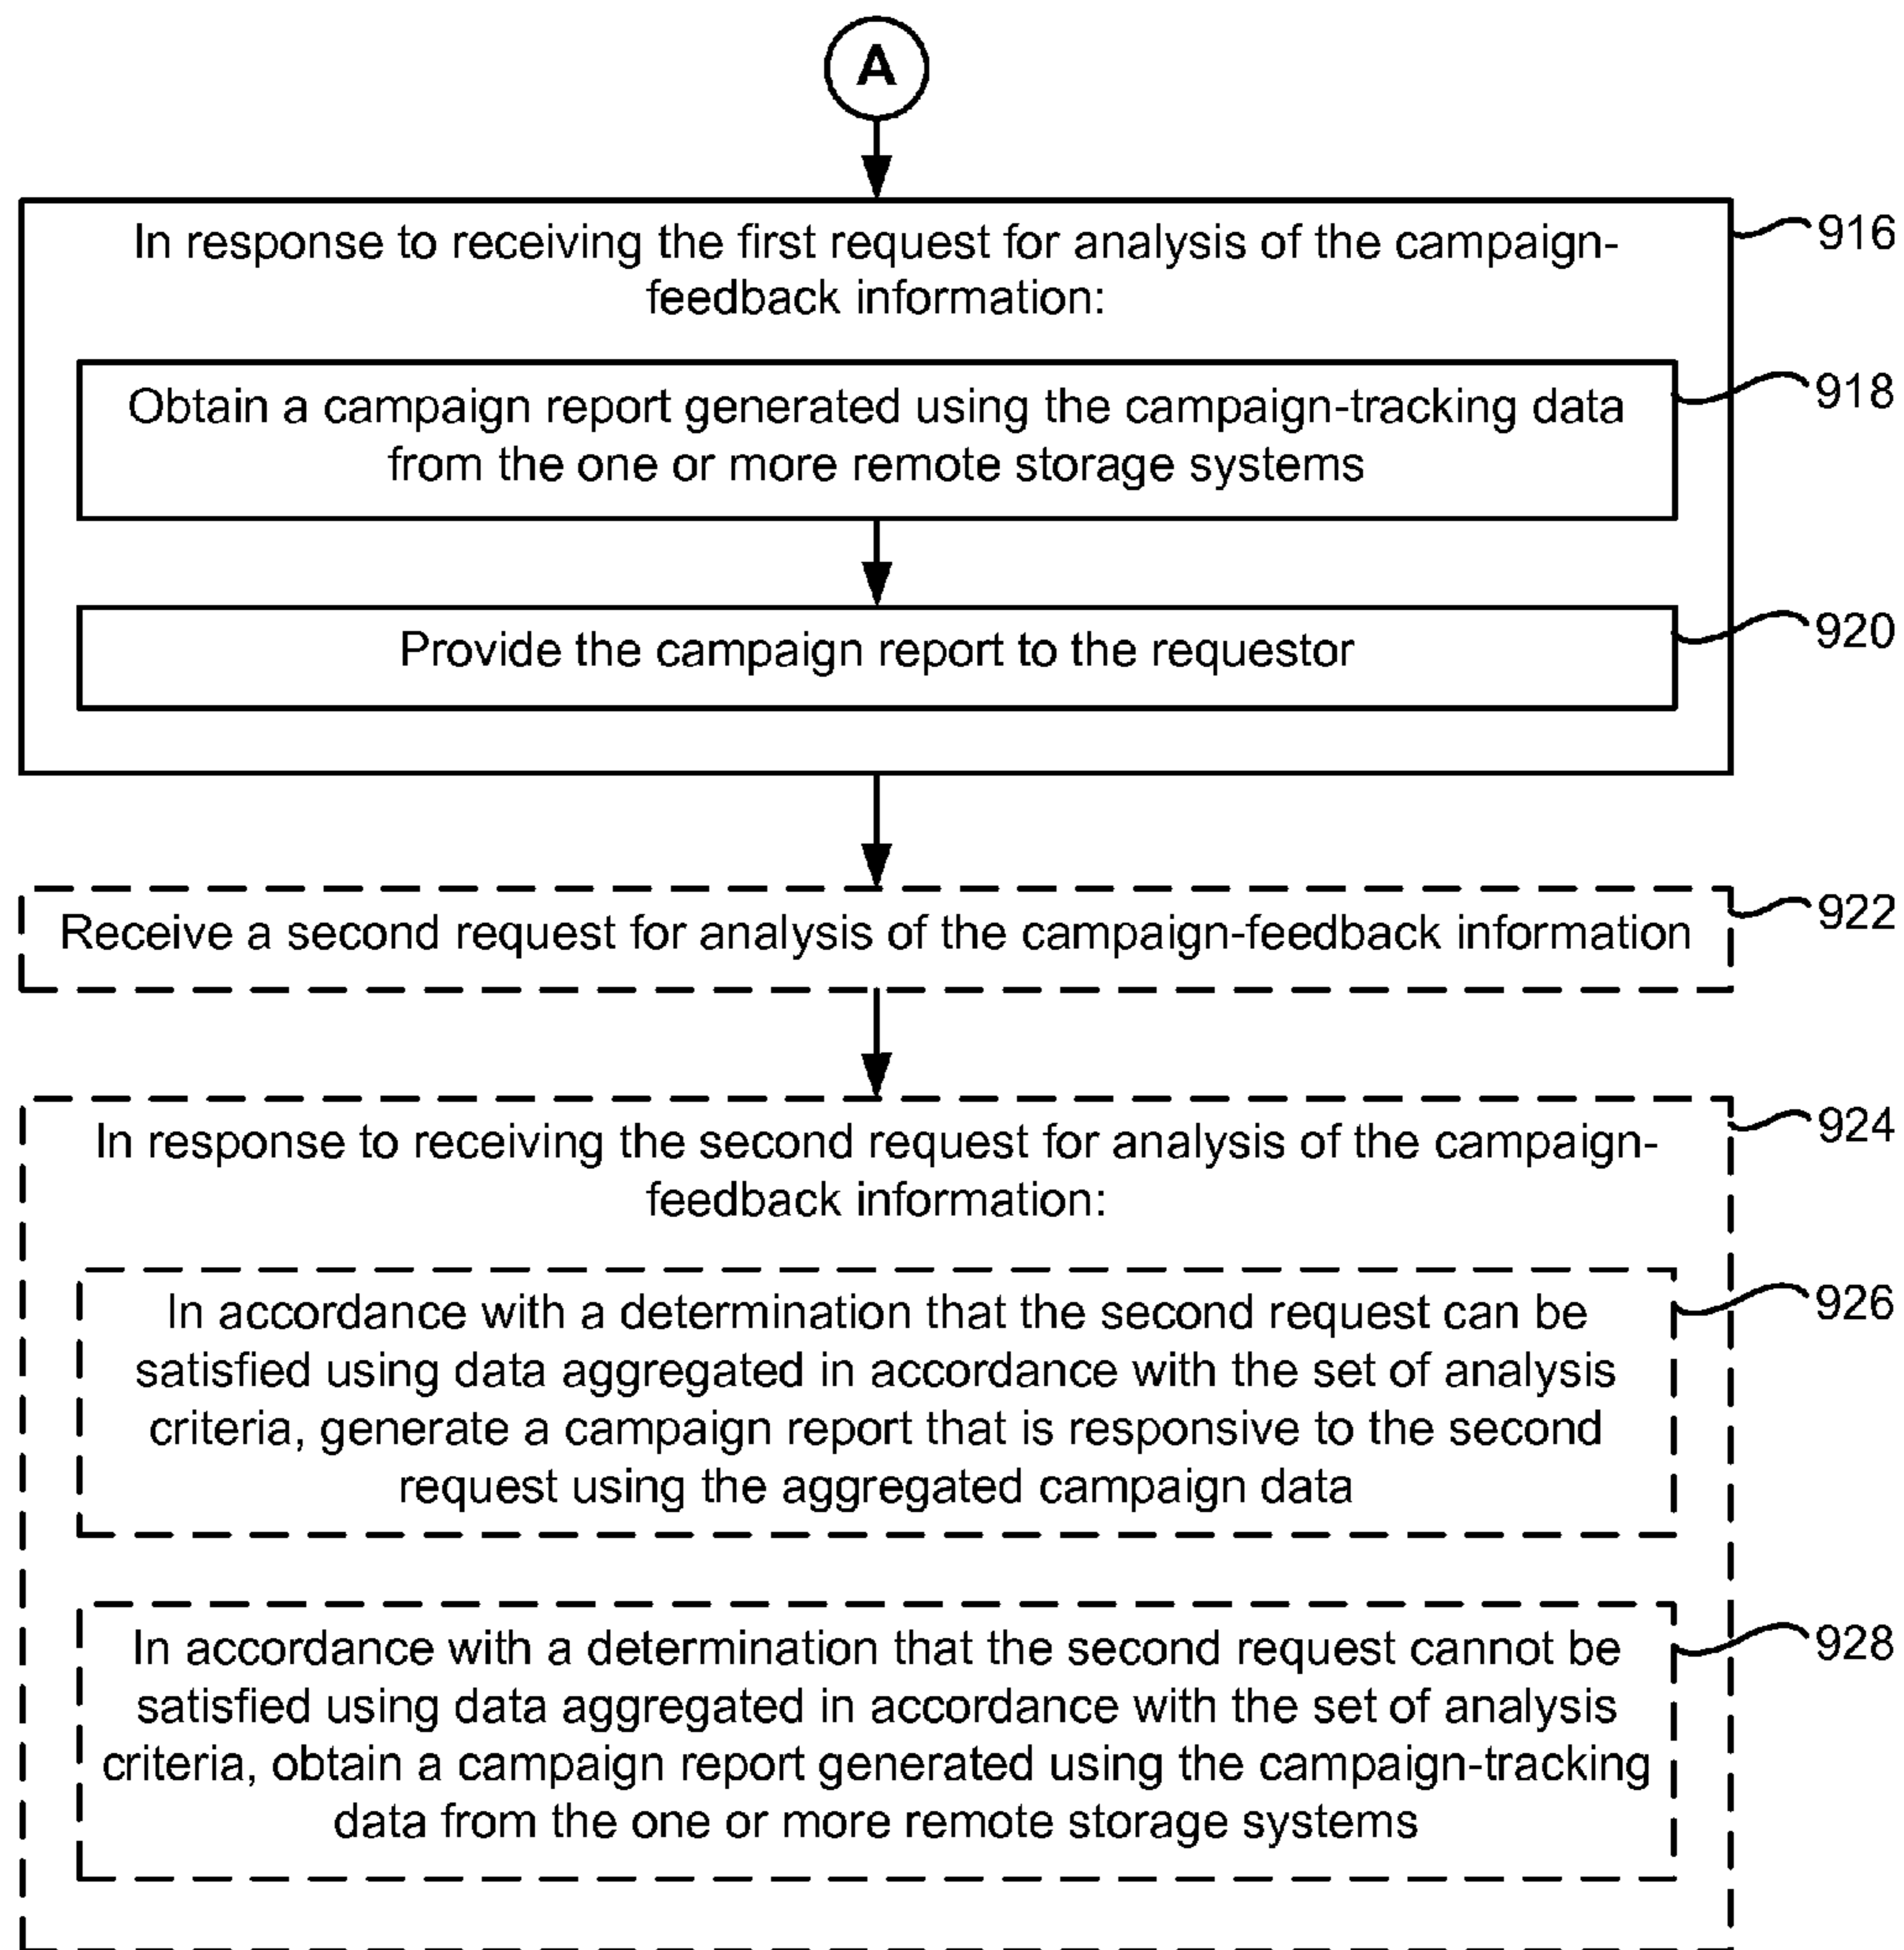 A
In response to receiving the first request for analysis of the campaign-
feedback information:
916
Obtain a campaign report generated using the campaign-tracking data
from the one or more remote storage systems
918
Provide the campaign report to the requestor
920
Receive a second request for analysis of the campaign-feedback information
922
In response to receiving the second request for analysis of the campaign-
feedback information:
924
In accordance with a determination that the second request can be
satisfied using data aggregated in accordance with the set of analysis
criteria, generate a campaign report that is responsive to the second
request using the aggregated campaign data
926
In accordance with a determination that the second request cannot be
satisfied using data aggregated in accordance with the set of analysis
criteria, obtain a campaign report generated using the campaign-tracking
data from the one or more remote storage systems
928